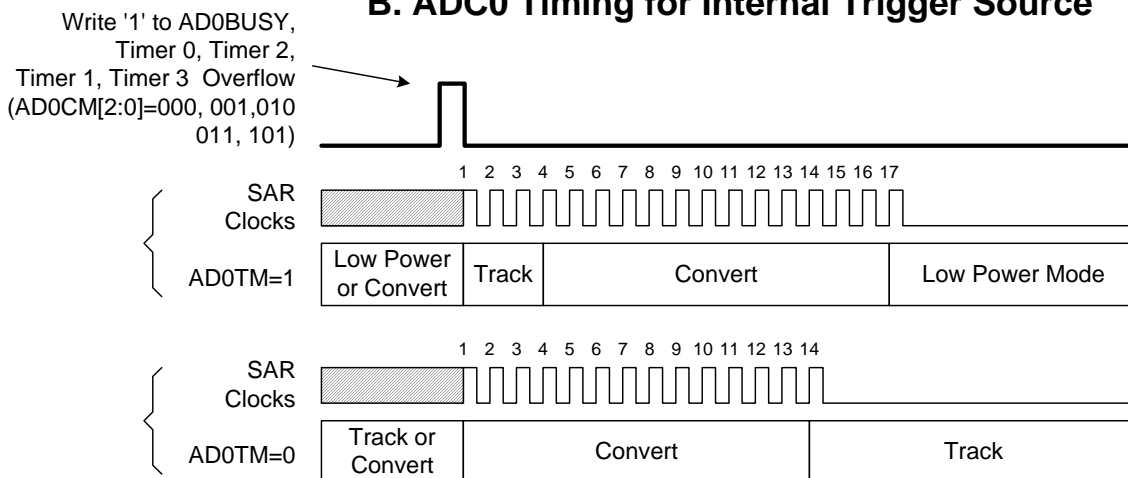 B. ADC0 Timing for Internal Trigger Source
Write '1' to AD0BUSY,
Timer 0, Timer 2,
Timer 1, Timer 3 Overflow
(AD0CM[2:0]=000, 001,010
011, 101)
1 2 3 4 5 6 7 8 9 10 11 12 13 14 15 16 17
SAR
Clocks
AD0TM=1
Low Power
or Convert
Track
Convert
Low Power Mode
1 2 3 4 5 6 7 8 9 10 11 12 13 14
SAR
Clocks
AD0TM=0
Track or
Convert
Convert
Track